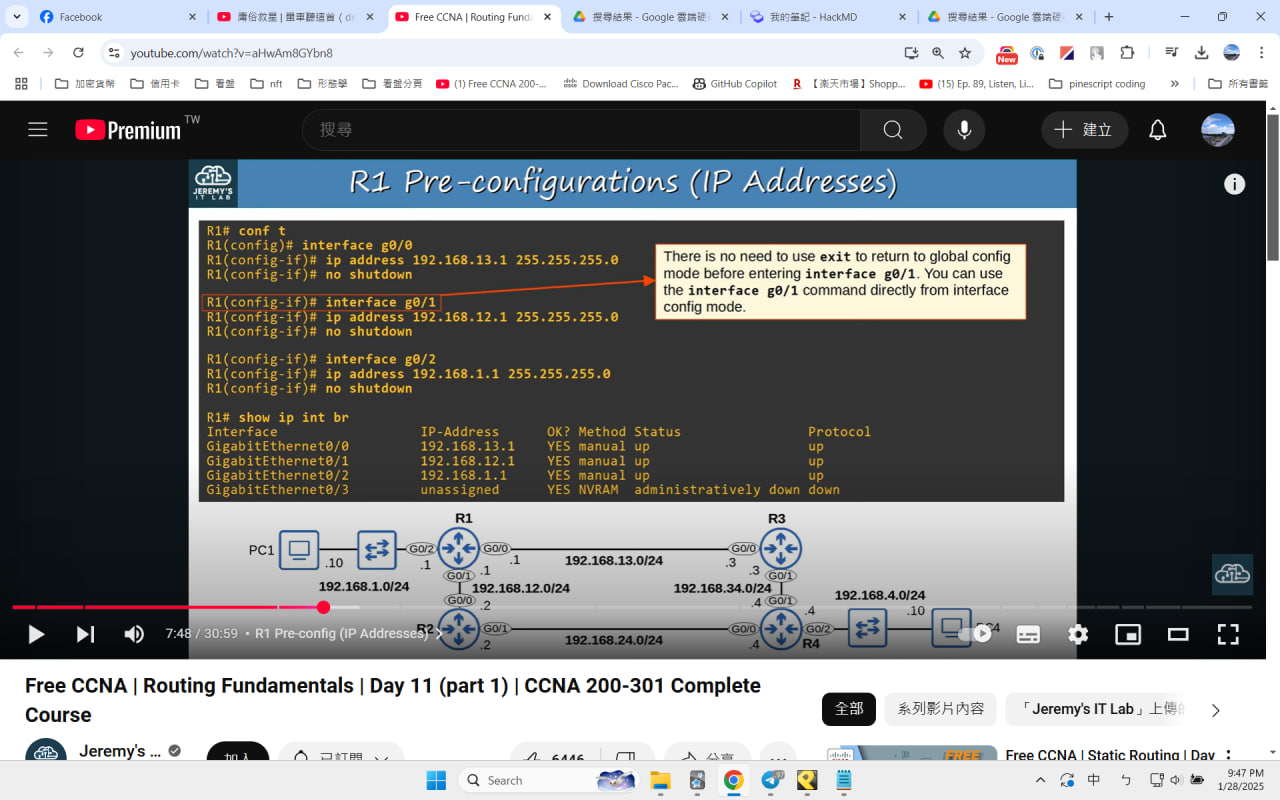 Facebook
庸俗救星 | 暈車聽這首 ( de
Free CCNA | Routing Funda
搜尋結果 - Google 雲端硬碟
我的筆記 - HackMD
搜尋結果 - Google 雲端硬碟
youtube.com/watch?v=aHwAm8GYbn8
New
加密貨幣
信用卡
看盤
nft
形態學
看盤分頁
(1) Free CCNA 200-...
Download Cisco Pac...
GitHub Copilot
【楽天市場】Shopp...
(15) Ep. 89, Listen, Li...
pinescript coding
所有書籤
Premium TW
搜尋
建立
JEREMY'S
IT LAB
R1 Pre-configurations (IP Addresses)
R1# conf t
R1(config)# interface g0/0
R1(config-if)# ip address 192.168.13.1 255.255.255.0
R1(config-if)# no shutdown
R1(config-if)# interface g0/1
R1(config-if)# ip address 192.168.12.1 255.255.255.0
R1(config-if)# no shutdown
R1(config-if)# interface g0/2
R1(config-if)# ip address 192.168.1.1 255.255.255.0
R1(config-if)# no shutdown
There is no need to use exit to return to global config
mode before entering interface g0/1. You can use
the interface g0/1 command directly from interface
config mode.
R1# show ip int br
Interface IP-Address OK? Method Status Protocol
GigabitEthernet0/0 192.168.13.1 YES manual up up
GigabitEthernet0/1 192.168.12.1 YES manual up up
GigabitEthernet0/2 192.168.1.1 YES manual up up
GigabitEthernet0/3 unassigned YES NVRAM administratively down down
R1 R3
PC1 G0/2 G0/0 192.168.13.0/24 G0/0
.10 .1 .1 .3
192.168.1.0/24 G0/1 .1 .3 G0/1
192.168.12.0/24 192.168.34.0/24
G0/0 .2 .4 G0/1 192.168.4.0/24
.4 .10
R2 G0/1 192.168.24.0/24 G0/0 G0/2 PC4
.2 .4 R4
7:48 / 30:59 • R1 Pre-config (IP Addresses)
Free CCNA | Routing Fundamentals | Day 11 (part 1) | CCNA 200-301 Complete
Course
全部
系列影片內容
「Jeremy's IT Lab」上傳的
Jeremy's ...
加入
已訂閱
6446
分享
FREE
Free CCNA | Static Routing | Day
Search
57
中
9:47 PM
1/28/2025